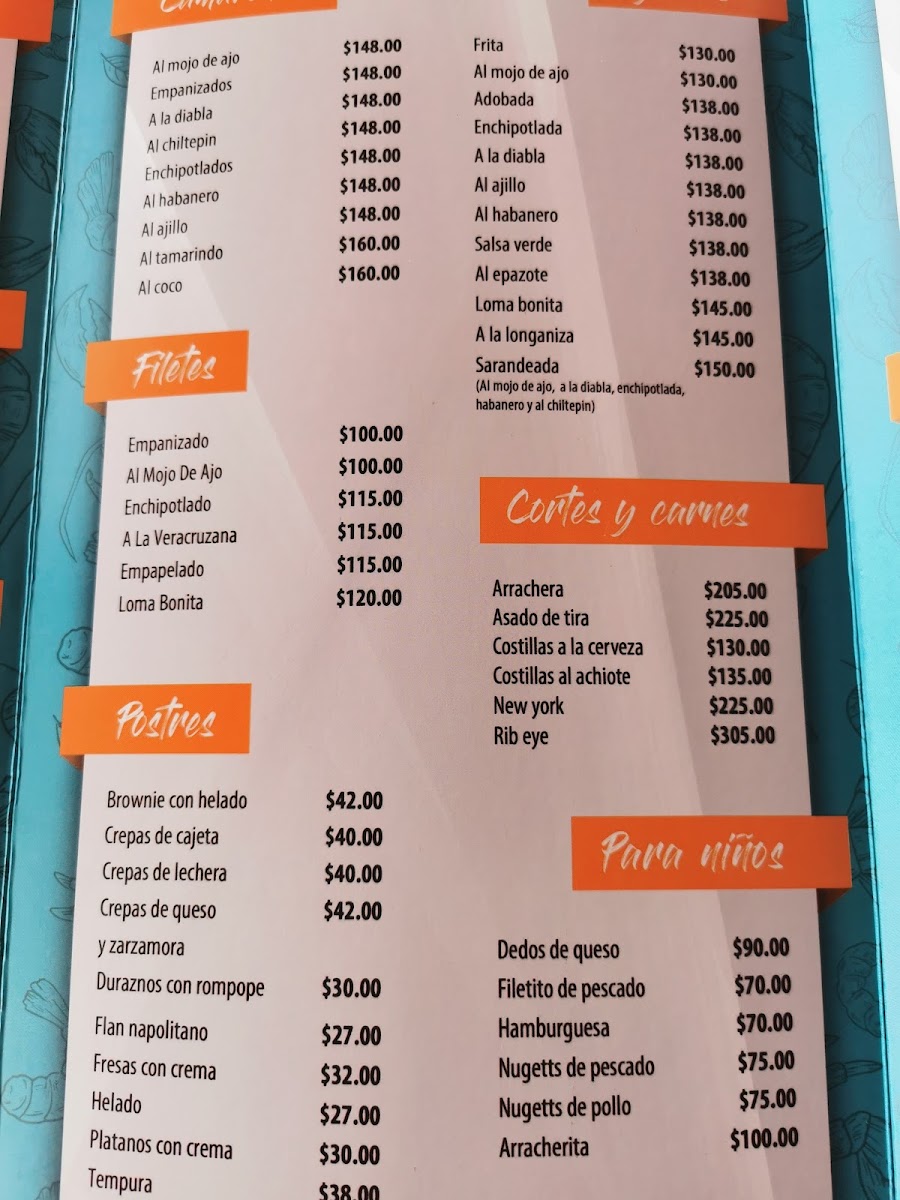 Al mojo de ajo $148.00
Empanizados $148.00
A la diabla $148.00
Al chiltepin $148.00
Enchipotlados $148.00
Al habanero $148.00
Al ajillo $148.00
Al tamarindo $160.00
Al coco $160.00
Filetes
Empanizado $100.00
Al Mojo De Ajo $100.00
Enchipotlado $115.00
A La Veracruzana $115.00
Empapelado $115.00
Loma Bonita $120.00
Postres
Brownie con helado $42.00
Crepas de cajeta $40.00
Crepas de lechera $40.00
Crepas de queso $42.00
y zarzamora
Duraznos con rompope $30.00
Flan napolitano $27.00
Fresas con crema $32.00
Helado $27.00
Platanos con crema $30.00
Tempura $38.00
Frita $130.00
Al mojo de ajo $130.00
Adobada $138.00
Enchipotlada $138.00
A la diabla $138.00
Al ajillo $138.00
Al habanero $138.00
Salsa verde $138.00
Al epazote $138.00
Loma bonita $145.00
A la longaniza $145.00
Sarandeada $150.00
(Al mojo de ajo, a la diabla, enchipotlada,
habanero y al chiltepin)
Cortes y carnes
Arrachera $205.00
Asado de tira $225.00
Costillas a la cerveza $130.00
Costillas al achiote $135.00
New york $225.00
Rib eye $305.00
Para niños
Dedos de queso $90.00
Filetito de pescado $70.00
Hamburguesa $70.00
Nugetts de pescado $75.00
Nugetts de pollo $75.00
Arracherita $100.00